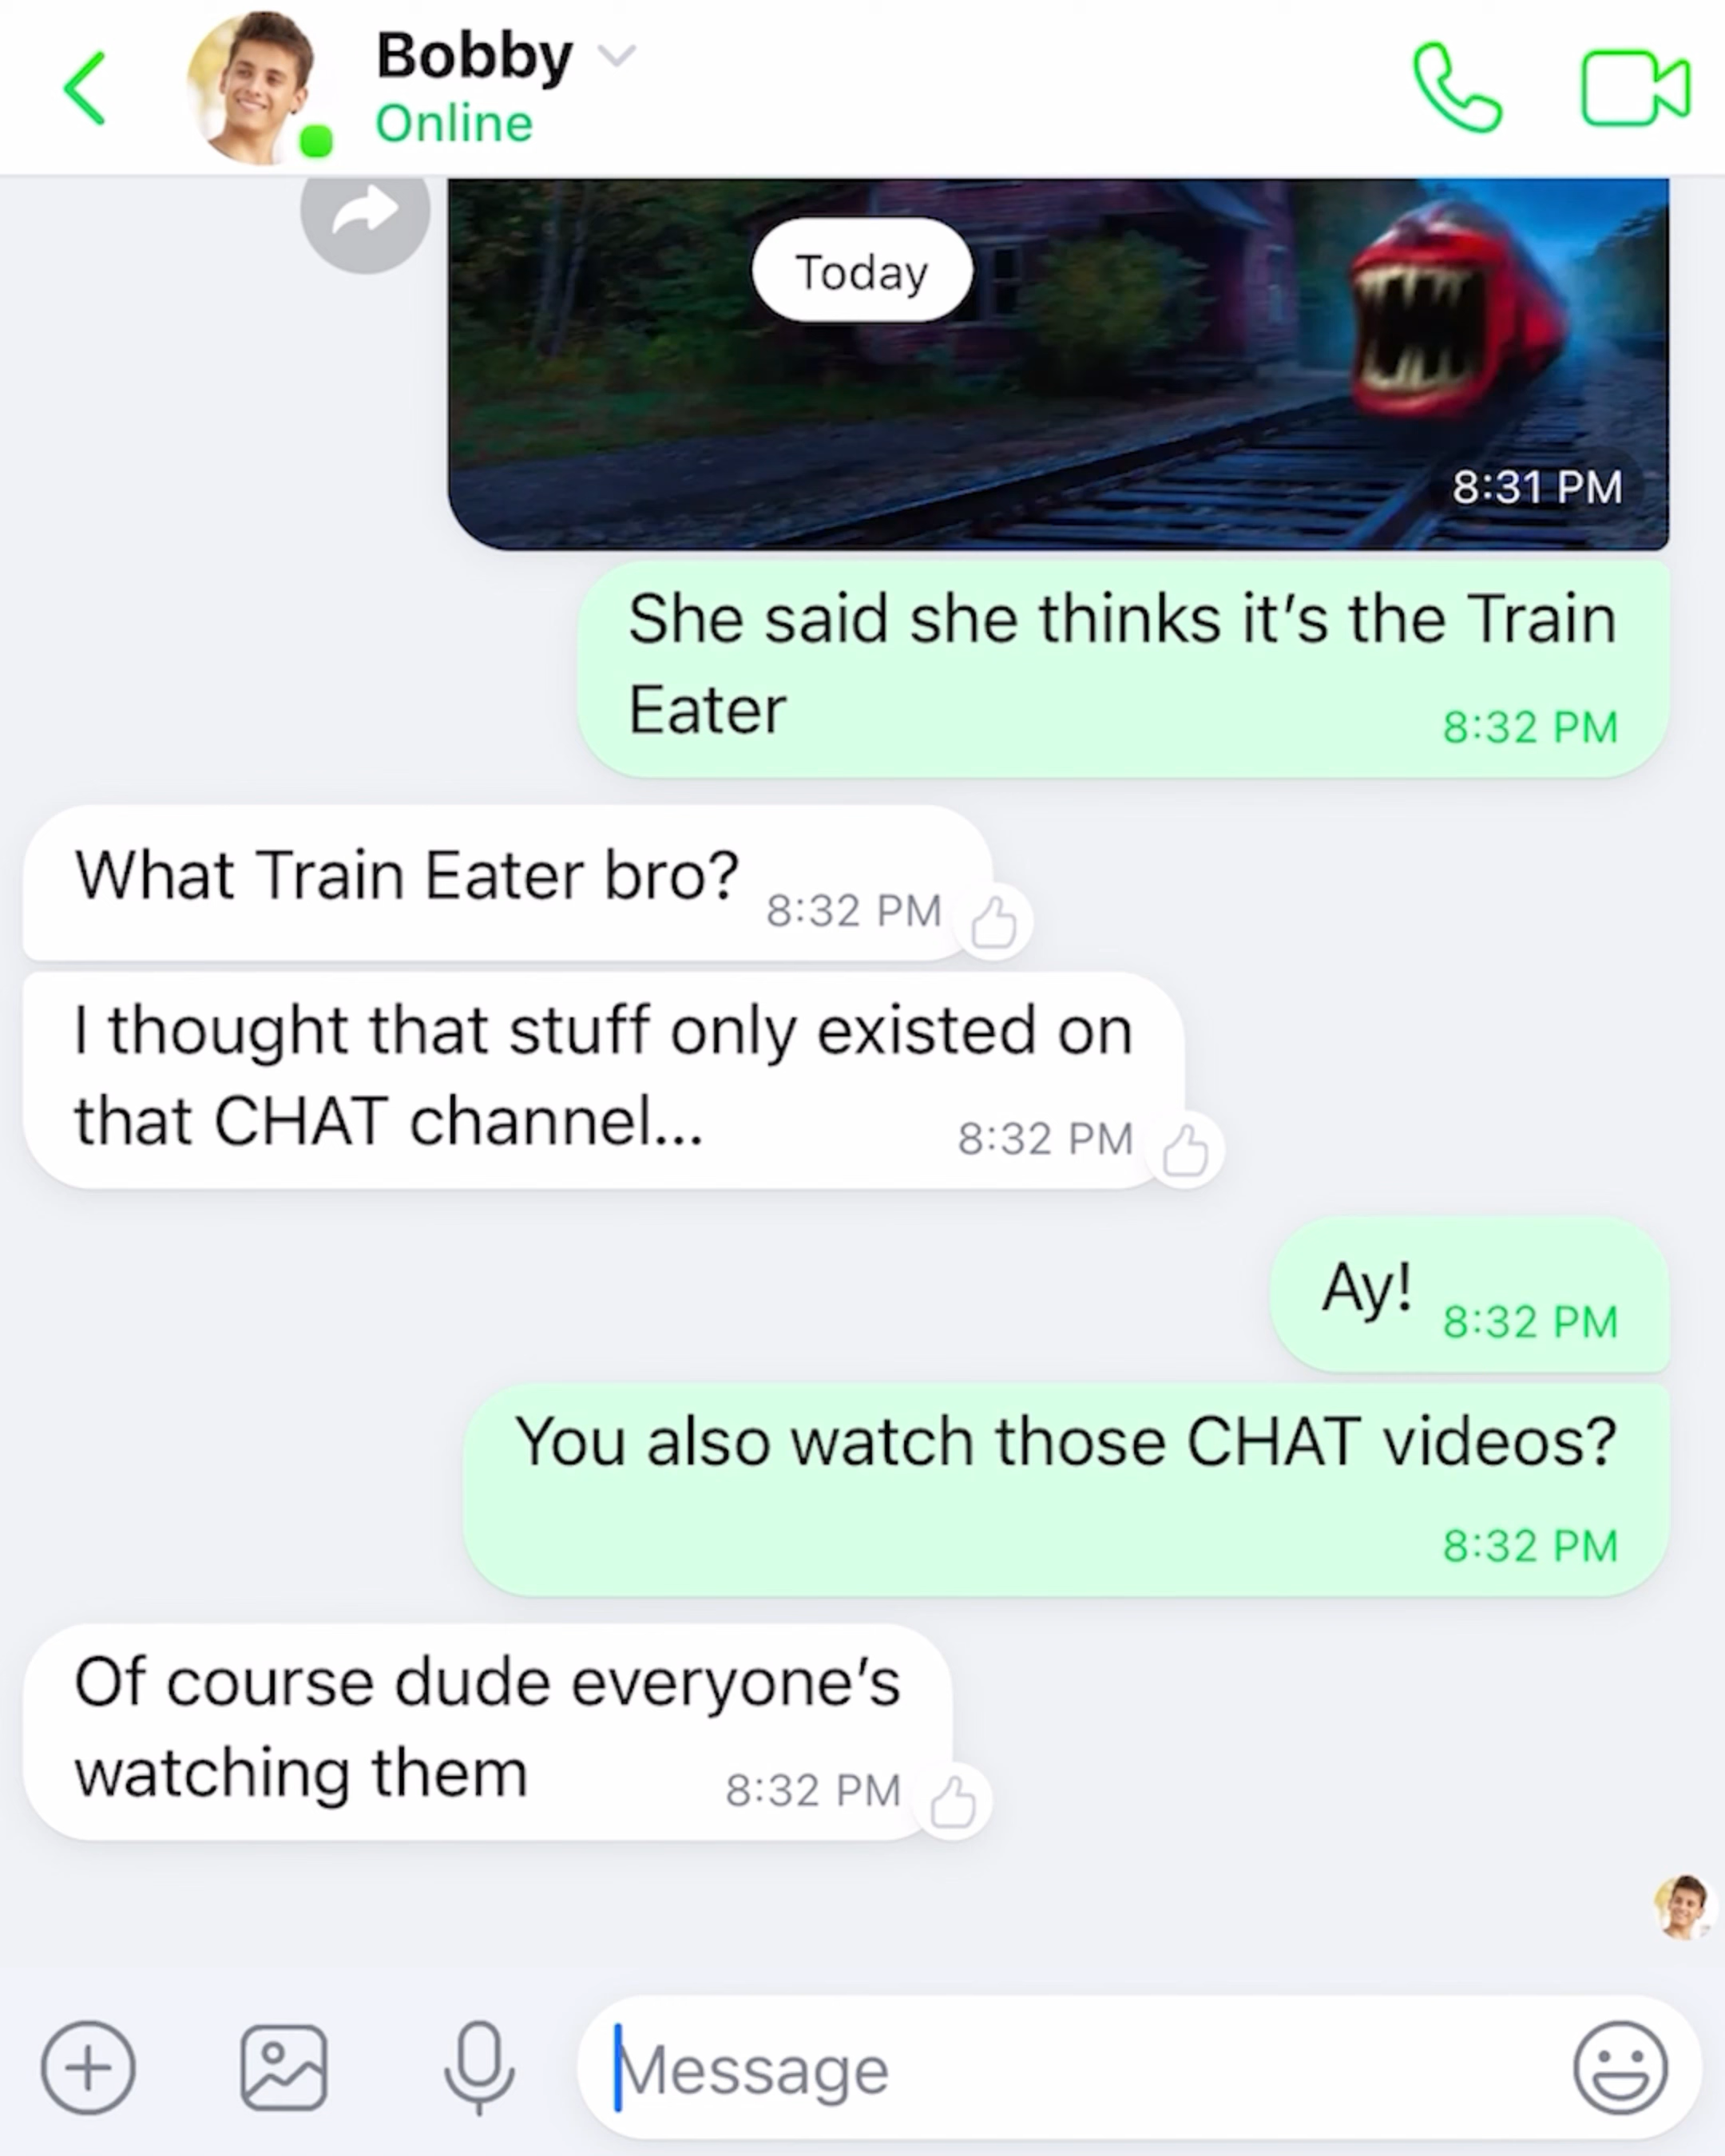 Bobby
Online
Today
8:31 PM
She said she thinks it’s the Train
Eater
8:32 PM
What Train Eater bro?
8:32 PM
I thought that stuff only existed on
that CHAT channel...
8:32 PM
Ay!
8:32 PM
You also watch those CHAT videos?
8:32 PM
Of course dude everyone’s
watching them
8:32 PM
Message